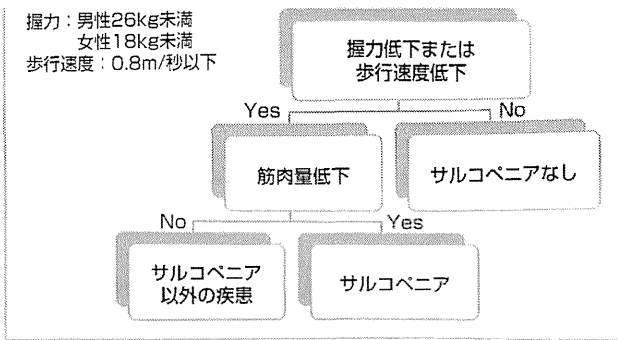 握力：男性26kg未満
女性18kg未満
歩行速度：0.8m/秒以下
握力低下または
歩行速度低下
Yes
No
筋肉量低下
サルコペニアなし
No
Yes
サルコペニア
以外の疾患
サルコペニア